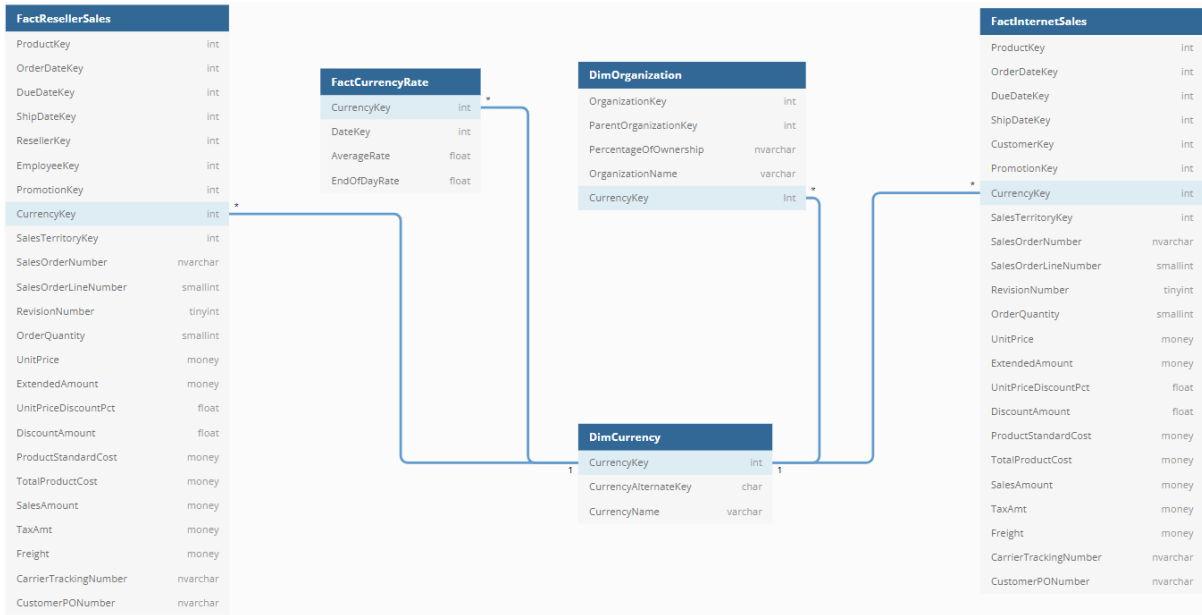 FactResellerSales
ProductKey int
OrderDateKey int
DueDateKey int
ShipDateKey int
ResellerKey int
EmployeeKey int
PromotionKey int
CurrencyKey int *
SalesTerritoryKey int
SalesOrderNumber nvarchar
SalesOrderLineNumber smallint
RevisionNumber tinyint
OrderQuantity smallint
UnitPrice money
ExtendedAmount money
UnitPriceDiscountPct float
DiscountAmount float
ProductStandardCost money
TotalProductCost money
SalesAmount money
TaxAmt money
Freight money
CarrierTrackingNumber nvarchar
CustomerPONumber nvarchar
FactCurrencyRate
CurrencyKey int *
DateKey int
AverageRate float
EndOfDayRate float
DimOrganization
OrganizationKey int
ParentOrganizationKey int
PercentageOfOwnership nvarchar
OrganizationName varchar
CurrencyKey Int *
DimCurrency
1 CurrencyKey int 1
CurrencyAlternateKey char
CurrencyName varchar
FactInternetSales
ProductKey int
OrderDateKey int
DueDateKey int
ShipDateKey int
CustomerKey int
PromotionKey int
* CurrencyKey int
SalesTerritoryKey int
SalesOrderNumber nvarchar
SalesOrderLineNumber smallint
RevisionNumber tinyint
OrderQuantity smallint
UnitPrice money
ExtendedAmount money
UnitPriceDiscountPct float
DiscountAmount float
ProductStandardCost money
TotalProductCost money
SalesAmount money
TaxAmt money
Freight money
CarrierTrackingNumber nvarchar
CustomerPONumber nvarchar